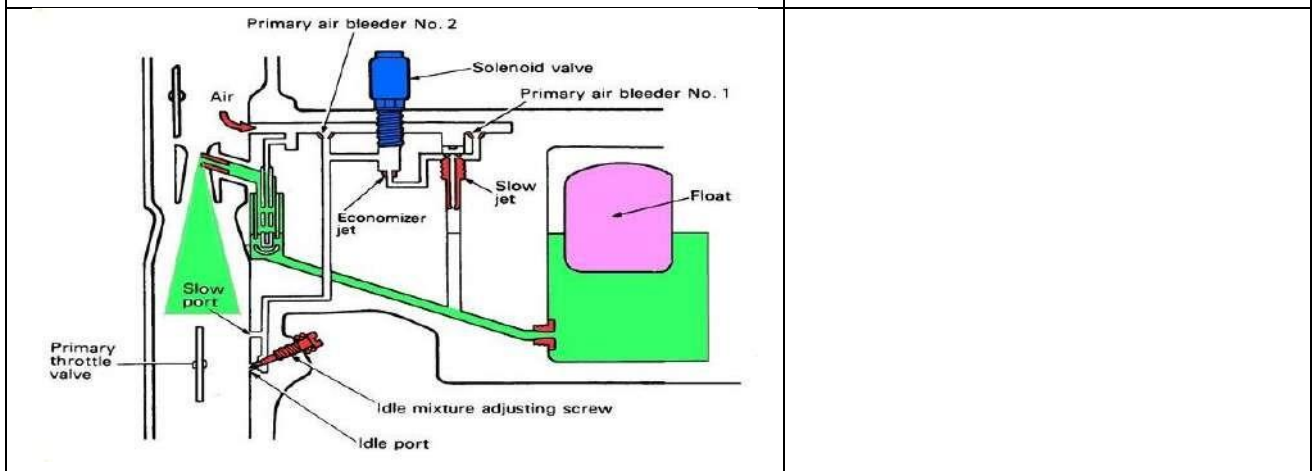 Primary air bleeder No. 2
Solenoid valve
Air
Primary air bleeder No. 1
Slow
jet
Float
Economizer
jet
Slow
port
Primary
throttle
valve
Idle mixture adjusting screw
Idle port